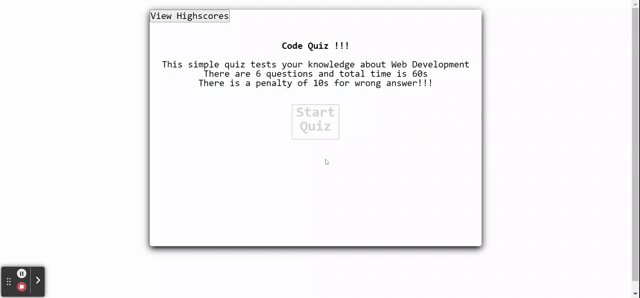 View Highscores
Code Quiz !!!
This simple quiz tests your knowledge about Web Development
There are 6 questions and total time is 60s
There is a penalty of 10s for wrong answer!!!
Start
Quiz